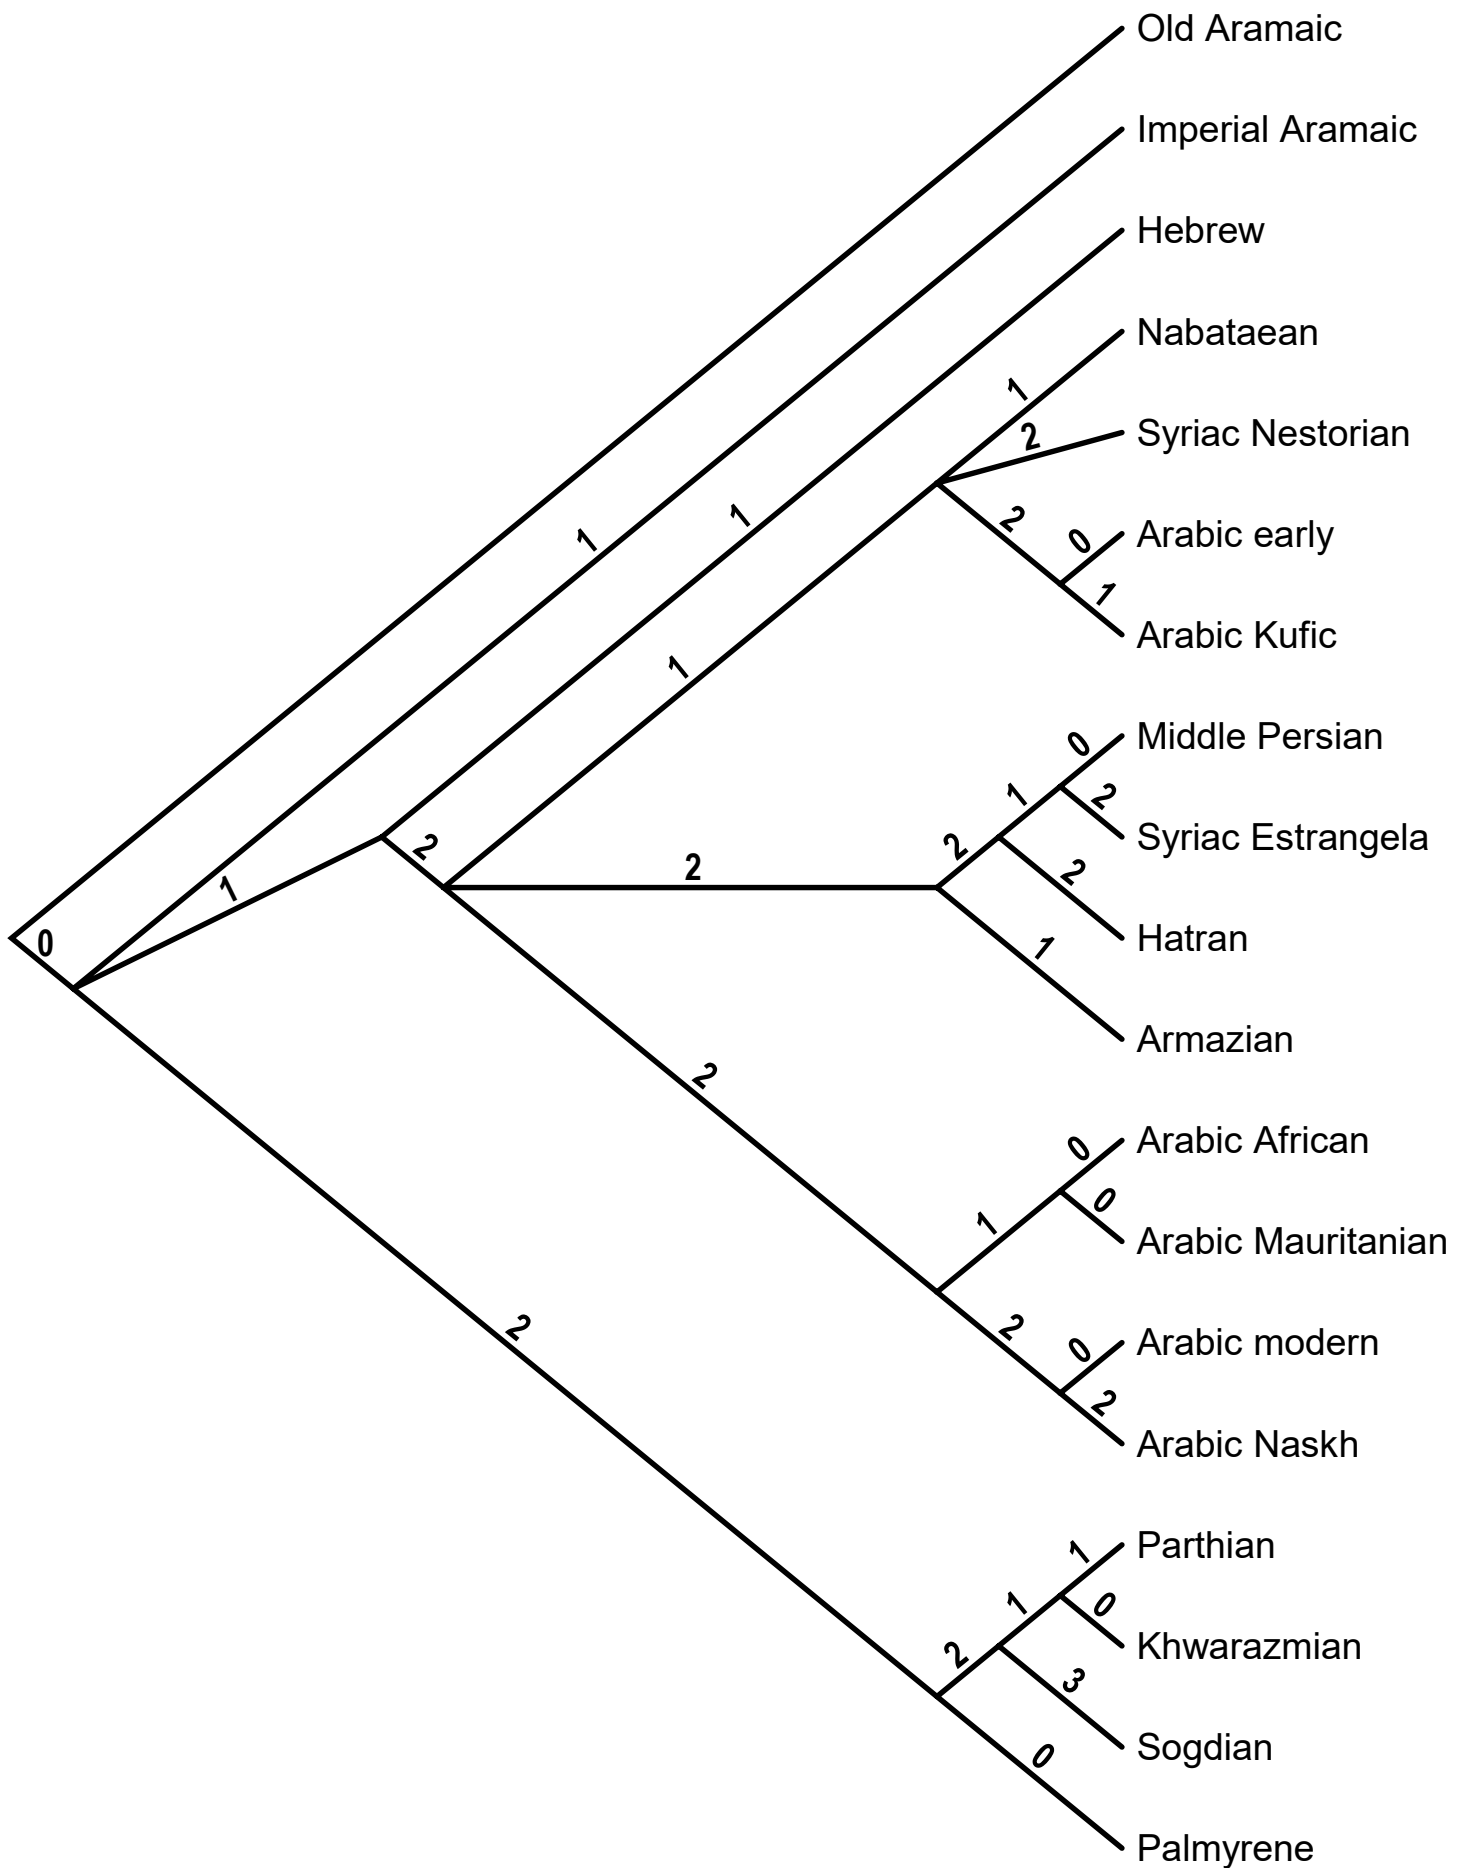 Old Aramaic
Imperial Aramaic
Hebrew
Nabataean
1
Syriac Nestorian
2
2
0
Arabic early
1
1
1
Arabic Kufic
1
0
Middle Persian
1
2
2
Syriac Estrangela
2
2
2
1
0
1
Hatran
Armazian
2
0
Arabic African
0
1
Arabic Mauritanian
2
2
0
Arabic modern
2
Arabic Naskh
1
Parthian
1
0
2
Khwarazmian
3
Sogdian
0
Palmyrene